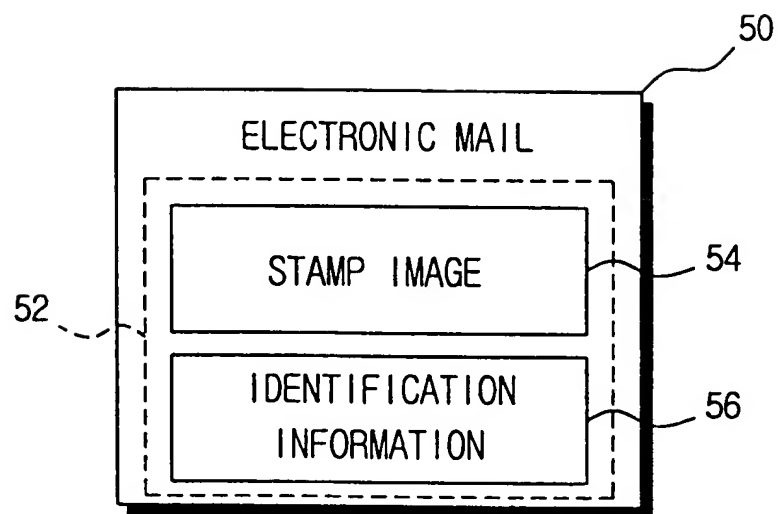 50
ELECTRONIC MAIL
STAMP IMAGE
54
52
IDENTIFICATION
INFORMATION
56